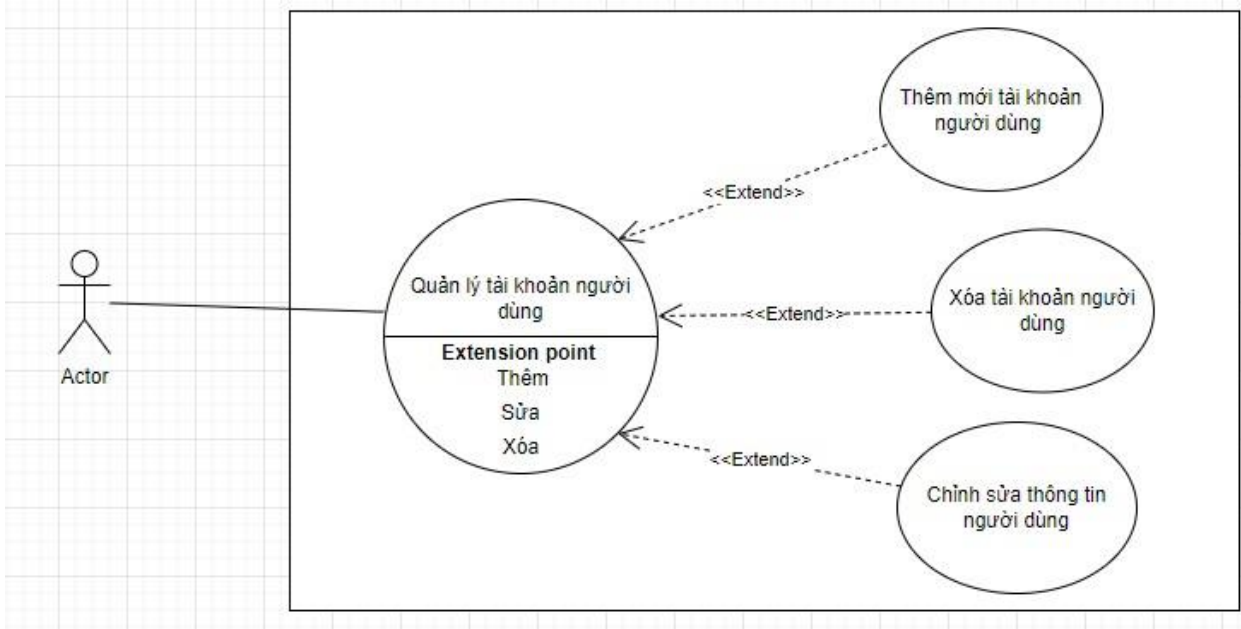 Thêm mới tài khoản
người dùng
<<Extend>>
Quản lý tài khoản người
dùng
Extension point
Thêm
Sửa
Xóa
Actor
Xóa tài khoản người
dùng
<<Extend>>
<<Extend>>
Chỉnh sửa thông tin
người dùng